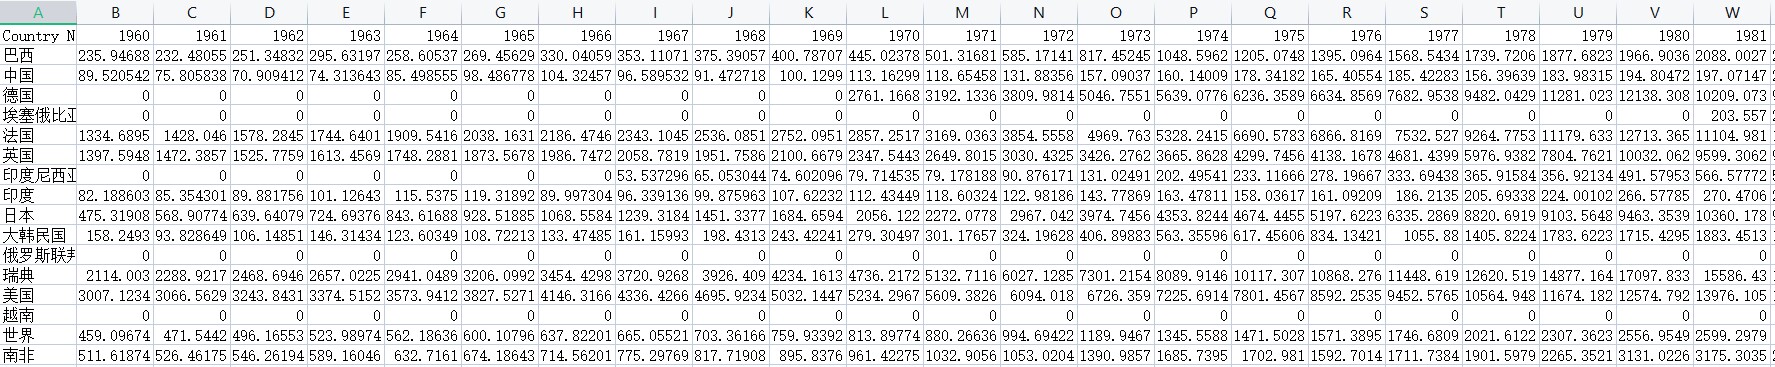 A B C D E F G H I J K L M N O P Q R S T U V W
Country N 1960 1961 1962 1963 1964 1965 1966 1967 1968 1969 1970 1971 1972 1973 1974 1975 1976 1977 1978 1979 1980 1981
巴西 235.94688 232.48055 251.34832 295.63197 258.60537 269.45629 330.04059 353.11071 375.39057 400.78707 445.02378 501.31681 585.17141 817.45245 1048.5962 1205.0748 1395.0964 1568.5434 1739.7206 1877.6823 1966.9036 2088.0027
中国 89.520542 75.805838 70.909412 74.313643 85.498555 98.486778 104.32457 96.589532 91.472718 100.1299 113.16299 118.65458 131.88356 157.09037 160.14009 178.34182 165.40554 185.42283 156.39639 183.98315 194.80472 197.07147
德国 0 0 0 0 0 0 0 0 0 0 2761.1668 3192.1336 3809.9814 5046.7551 5639.0776 6236.3589 6634.8569 7682.9538 9482.0429 11281.023 12138.308 10209.073
埃塞俄比亚 0 0 0 0 0 0 0 0 0 0 0 0 0 0 0 0 0 0 0 0 0 203.557
法国 1334.6895 1428.046 1578.2845 1744.6401 1909.5416 2038.1631 2186.4746 2343.1045 2536.0851 2752.0951 2857.2517 3169.0363 3854.5558 4969.763 5328.2415 6690.5783 6866.8169 7532.527 9264.7753 11179.633 12713.365 11104.981
英国 1397.5948 1472.3857 1525.7759 1613.4569 1748.2881 1873.5678 1986.7472 2058.7819 1951.7586 2100.6679 2347.5443 2649.8015 3030.4325 3426.2762 3665.8628 4299.7456 4138.1678 4681.4399 5976.9382 7804.7621 10032.062 9599.3062
印度尼西亚 0 0 0 0 0 0 0 53.537296 65.053044 74.602096 79.714535 79.178188 90.876171 131.02491 202.49541 233.11666 278.19667 333.69438 365.91584 356.92134 491.57953 566.57772
印度 82.188603 85.354301 89.881756 101.12643 115.5375 119.31892 89.997304 96.339136 99.875963 107.62232 112.43449 118.60324 122.98186 143.77869 163.47811 158.03617 161.09209 186.2135 205.69338 224.00102 266.57785 270.4706
日本 475.31908 568.90774 639.64079 724.69376 843.61688 928.51885 1068.5584 1239.3184 1451.3377 1684.6594 2056.122 2272.0778 2967.042 3974.7456 4353.8244 4674.4455 5197.6223 6335.2869 8820.6919 9103.5648 9463.3539 10360.178
大韩民国 158.2493 93.828649 106.14851 146.31434 123.60349 108.72213 133.47485 161.15993 198.4313 243.42241 279.30497 301.17657 324.19628 406.89883 563.35596 617.45606 834.13421 1055.88 1405.8224 1783.6223 1715.4295 1883.4513
俄罗斯联邦 0 0 0 0 0 0 0 0 0 0 0 0 0 0 0 0 0 0 0 0 0 0
瑞典 2114.003 2288.9217 2468.6946 2657.0225 2941.0489 3206.0992 3454.4298 3720.9268 3926.409 4234.1613 4736.2172 5132.7116 6027.1285 7301.2154 8089.9146 10117.307 10868.276 11448.619 12620.519 14877.164 17097.833 15586.43
美国 3007.1234 3066.5629 3243.8431 3374.5152 3573.9412 3827.5271 4146.3166 4336.4266 4695.9234 5032.1447 5234.2967 5609.3826 6094.018 6726.359 7225.6914 7801.4567 8592.2535 9452.5765 10564.948 11674.182 12574.792 13976.105
越南 0 0 0 0 0 0 0 0 0 0 0 0 0 0 0 0 0 0 0 0 0 0
世界 459.09674 471.5442 496.16553 523.98974 562.18636 600.10796 637.82201 665.05521 703.36166 759.93392 813.89774 880.26636 994.69422 1189.9467 1345.5588 1471.5028 1571.3895 1746.6809 2021.6122 2307.3623 2556.9549 2599.2979
南非 511.61874 526.46175 546.26194 589.16046 632.7161 674.18643 714.56201 775.29769 817.71908 895.8376 961.42275 1032.9056 1053.0204 1390.9857 1685.7395 1702.981 1592.7014 1711.7384 1901.5979 2265.3521 3131.0226 3175.3035